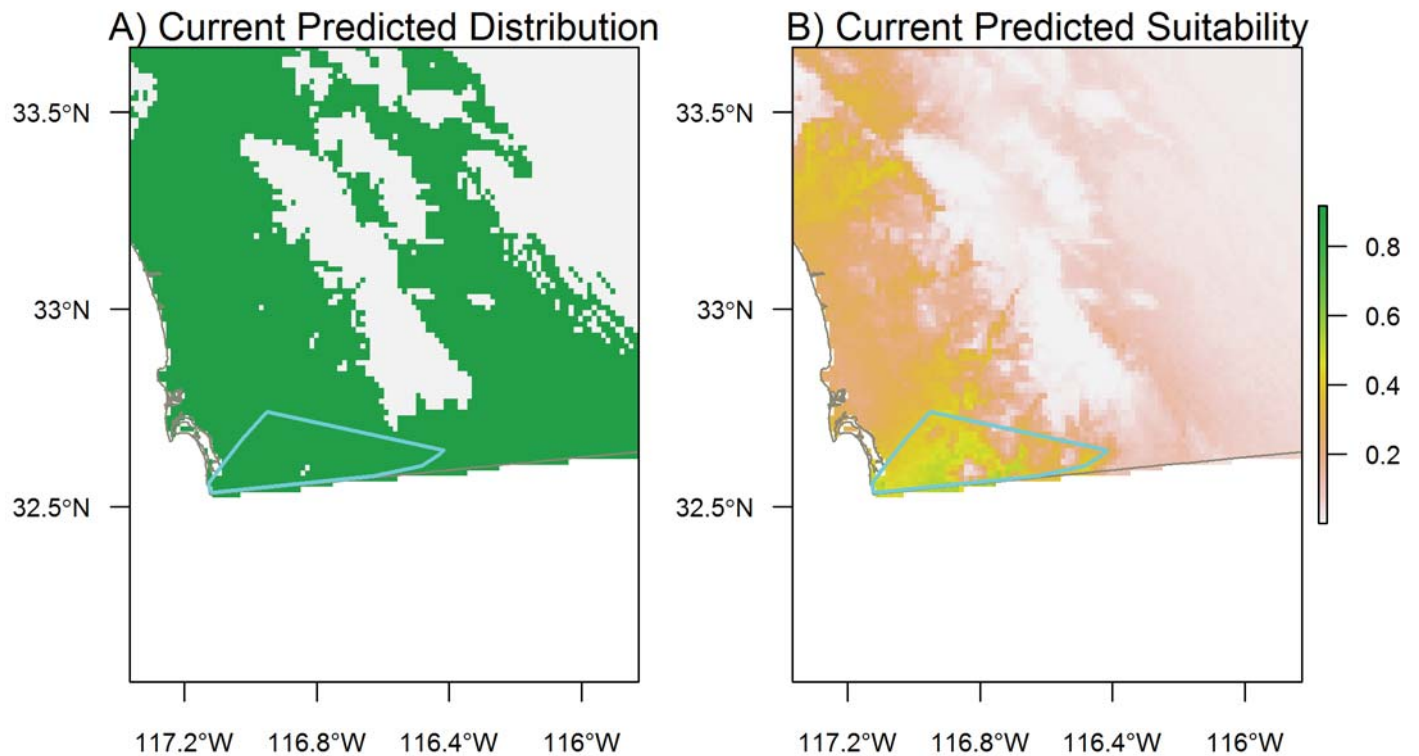 A) Current Predicted Distribution
33.5°N
33°N
32.5°N
117.2°W 116.8°W 116.4°W 116°W
B) Current Predicted Suitability
33.5°N
33°N
32.5°N
117.2°W 116.8°W 116.4°W 116°W
0.8
0.6
0.4
0.2